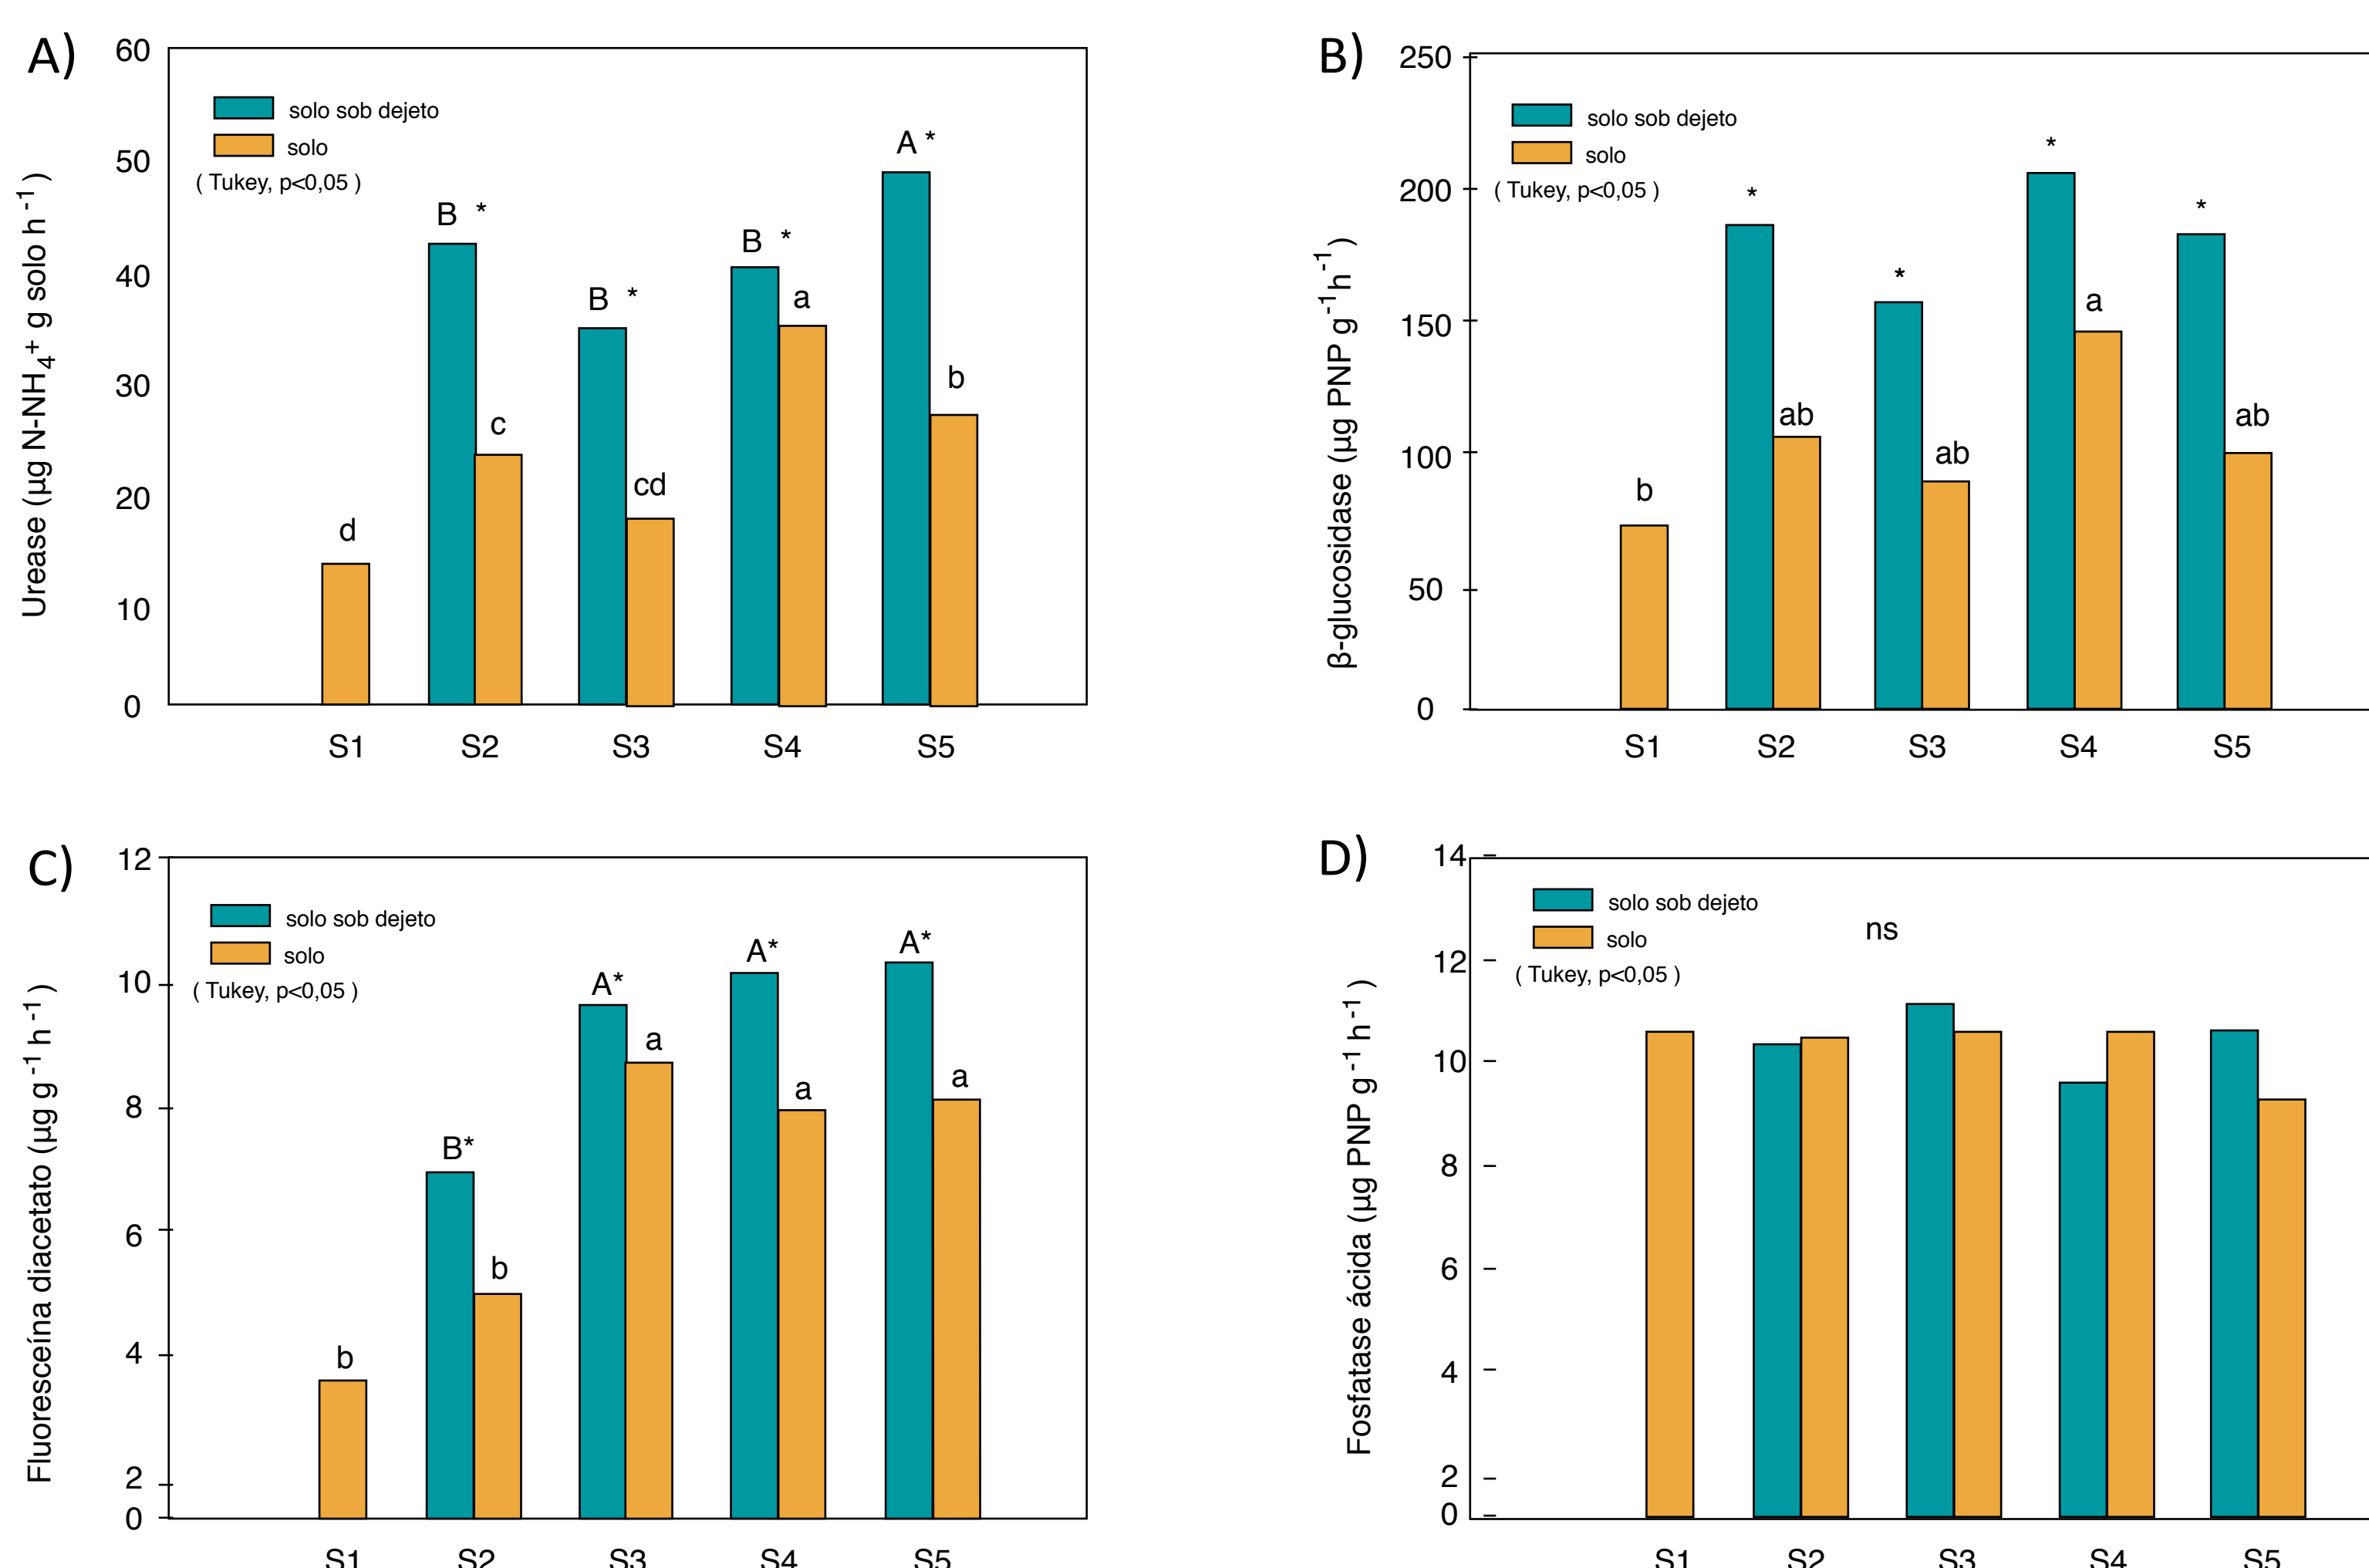 A)
Urease (µg N-NH4+ g solo h-1)
60
50
40
30
20
10
0
solo sob dejeto
solo
( Tukey, p<0,05 )
d
B *
c
B *
cd
B *
a
A *
b
S1 S2 S3 S4 S5
B)
β-glucosidase (µg PNP g-1h-1)
250
200
150
100
50
0
solo sob dejeto
solo
( Tukey, p<0,05 )
b
*
ab
*
ab
*
a
*
ab
S1 S2 S3 S4 S5
C)
Fluoresceína diacetato (µg g-1 h-1)
12
10
8
6
4
2
0
solo sob dejeto
solo
( Tukey, p<0,05 )
b
B*
b
A*
a
A*
a
A*
a
S1 S2 S3 S4 S5
D)
Fosfatase ácida (µg PNP g-1 h-1)
14
12
10
8
6
4
2
0
solo sob dejeto
solo
( Tukey, p<0,05 )
ns
S1 S2 S3 S4 S5